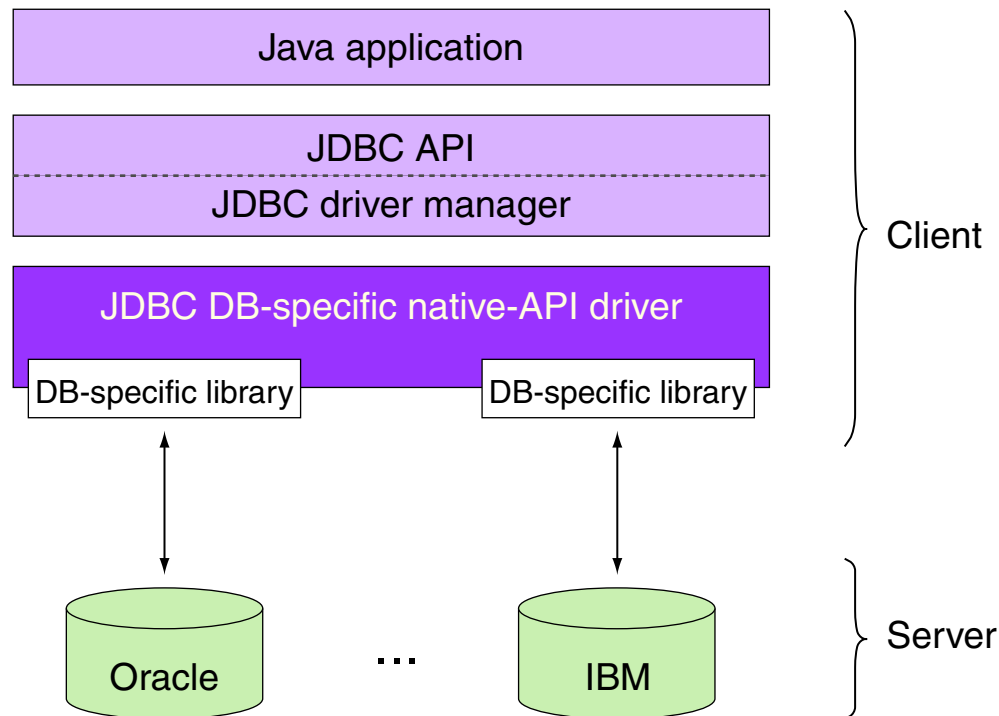 Java application
JDBC API
JDBC driver manager
Client
JDBC DB-specific native-API driver
DB-specific library
DB-specific library
Server
Oracle
...
IBM